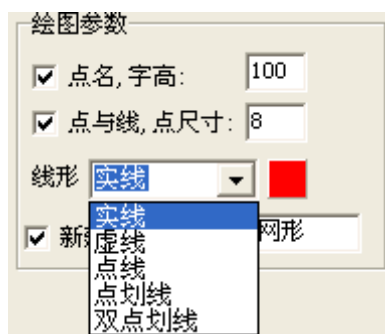 绘图参数
点名,字高: 100
点与线,点尺寸: 8
线形 实线
实线
新 网形
虚线
点线
点划线
双点划线